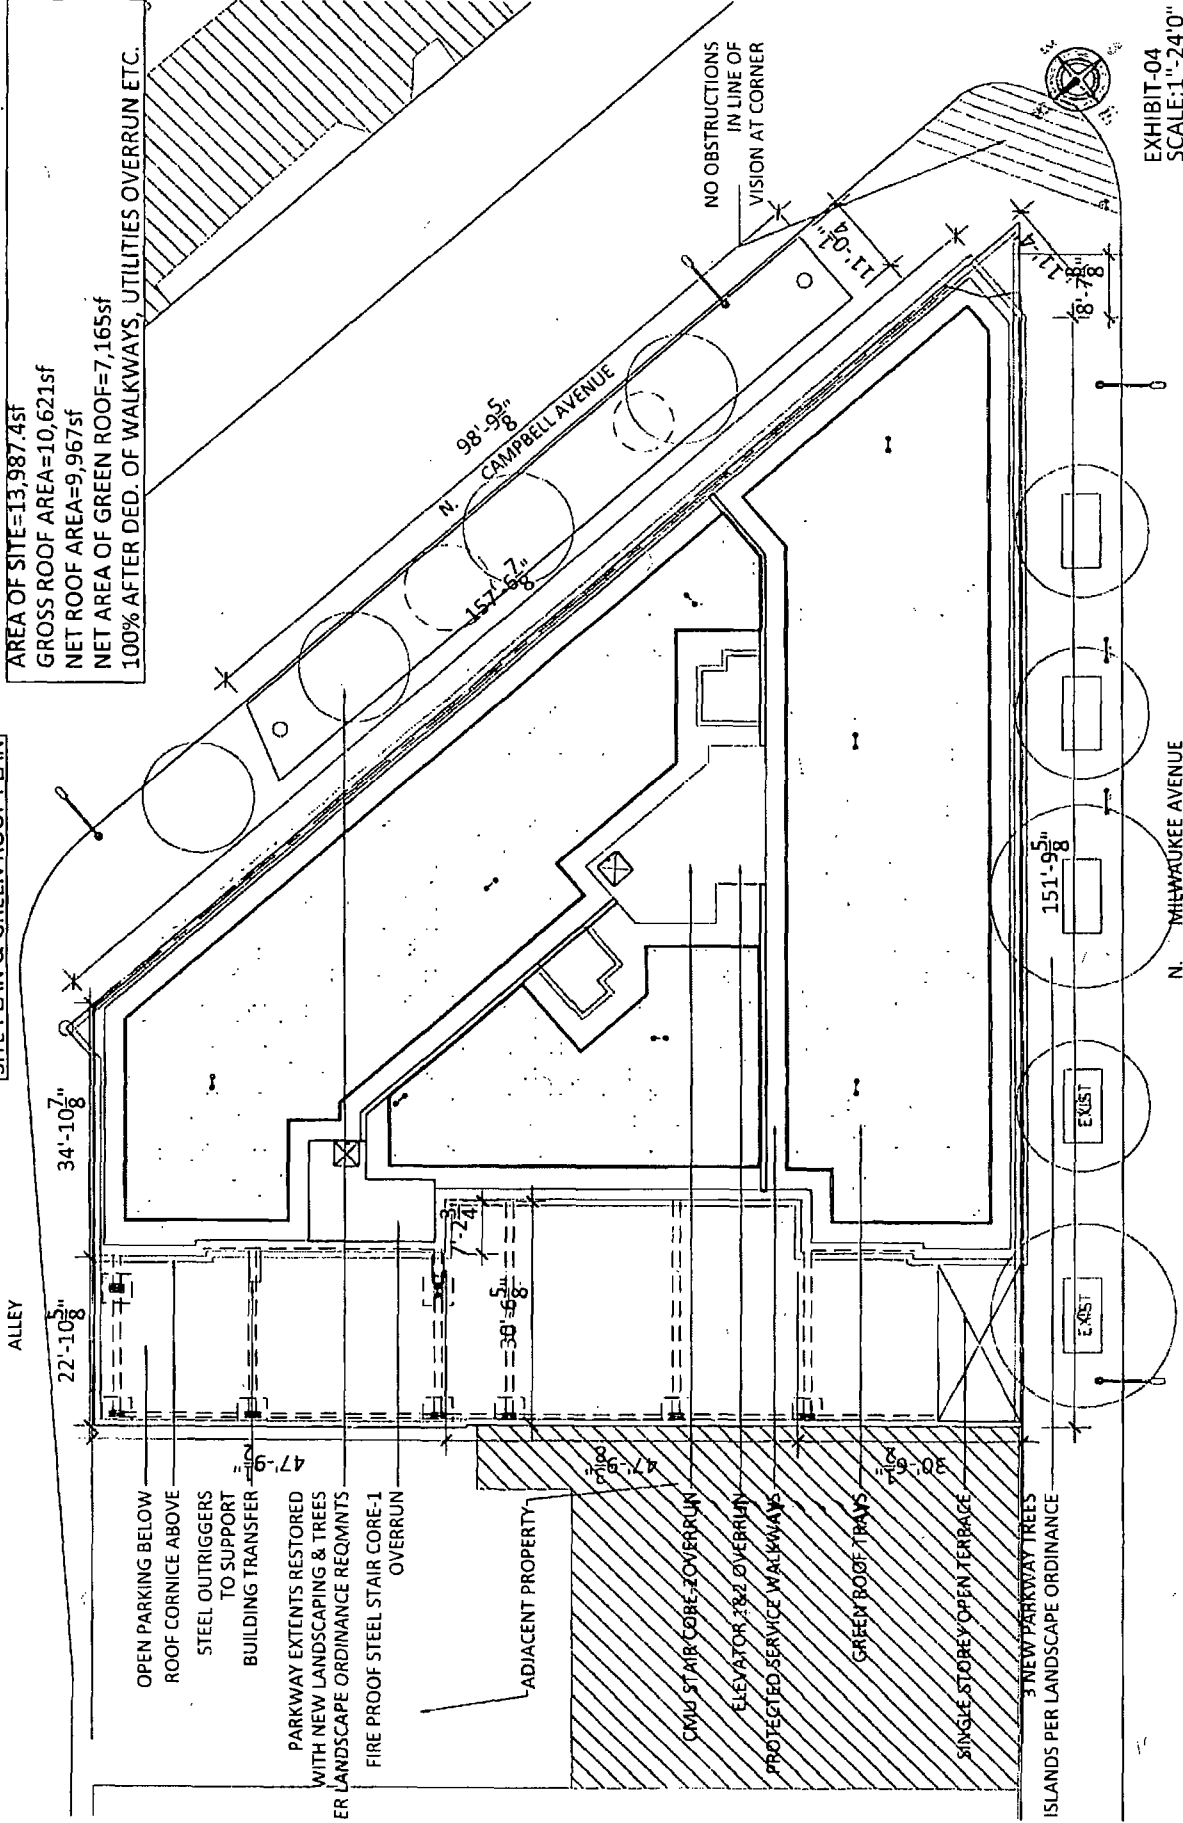 SITE PLAN & GREEN ROOF PLAN
AREA OF SITE=13,987.4sf
GROSS ROOF AREA=10,621sf
NET ROOF AREA=9,967sf
NET AREA OF GREEN ROOF=7,165sf
100% AFTER DED. OF WALKWAYS, UTILITIES OVERRUN ETC.
ALLEY
22'-10 5/8"
34'-10 7/8"
N. CAMPBELL AVENUE
98'-9 5/8"
157'-6 7/8"
NO OBSTRUCTIONS
IN LINE OF
VISION AT CORNER
11'-0 1/4"
11'-4"
8'-7 8/8"
7'-2 3/4"
30'-6 5/8"
47'-9 1/2"
47'-9 3/8"
30'-6 1/2"
151'-9 5/8"
OPEN PARKING BELOW
ROOF CORNICE ABOVE
STEEL OUTRIGGERS
TO SUPPORT
BUILDING TRANSFER
PARKWAY EXTENTS RESTORED
WITH NEW LANDSCAPING & TREES
ER LANDSCAPE ORDINANCE REQMNTS
FIRE PROOF STEEL STAIR CORE-1
OVERRUN
ADJACENT PROPERTY
CMU STAIR CORE-2 OVERRUN
ELEVATOR 1&2 OVERRUN
PROTECTED SERVICE WALKWAYS
GREEN ROOF TRAYS
SINGLE STOREY OPEN TERRACE
3 NEW PARKWAY TREES
ISLANDS PER LANDSCAPE ORDINANCE
EXIST
EXIST
N. MILWAUKEE AVENUE
EXHIBIT-04
SCALE:1"-24'0"